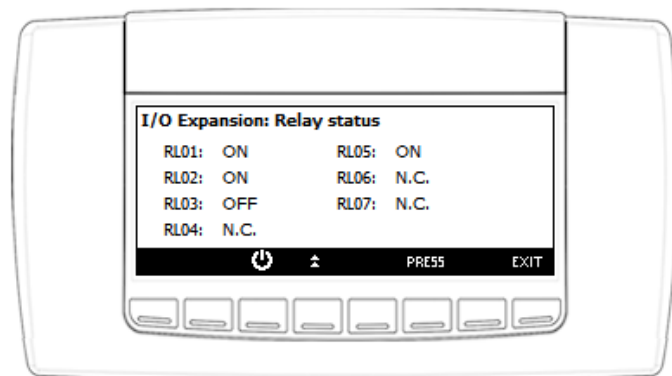 I/O Expansion: Relay status
RL01: ON RL05: ON
RL02: ON RL06: N.C.
RL03: OFF RL07: N.C.
RL04: N.C.
PRESS EXIT